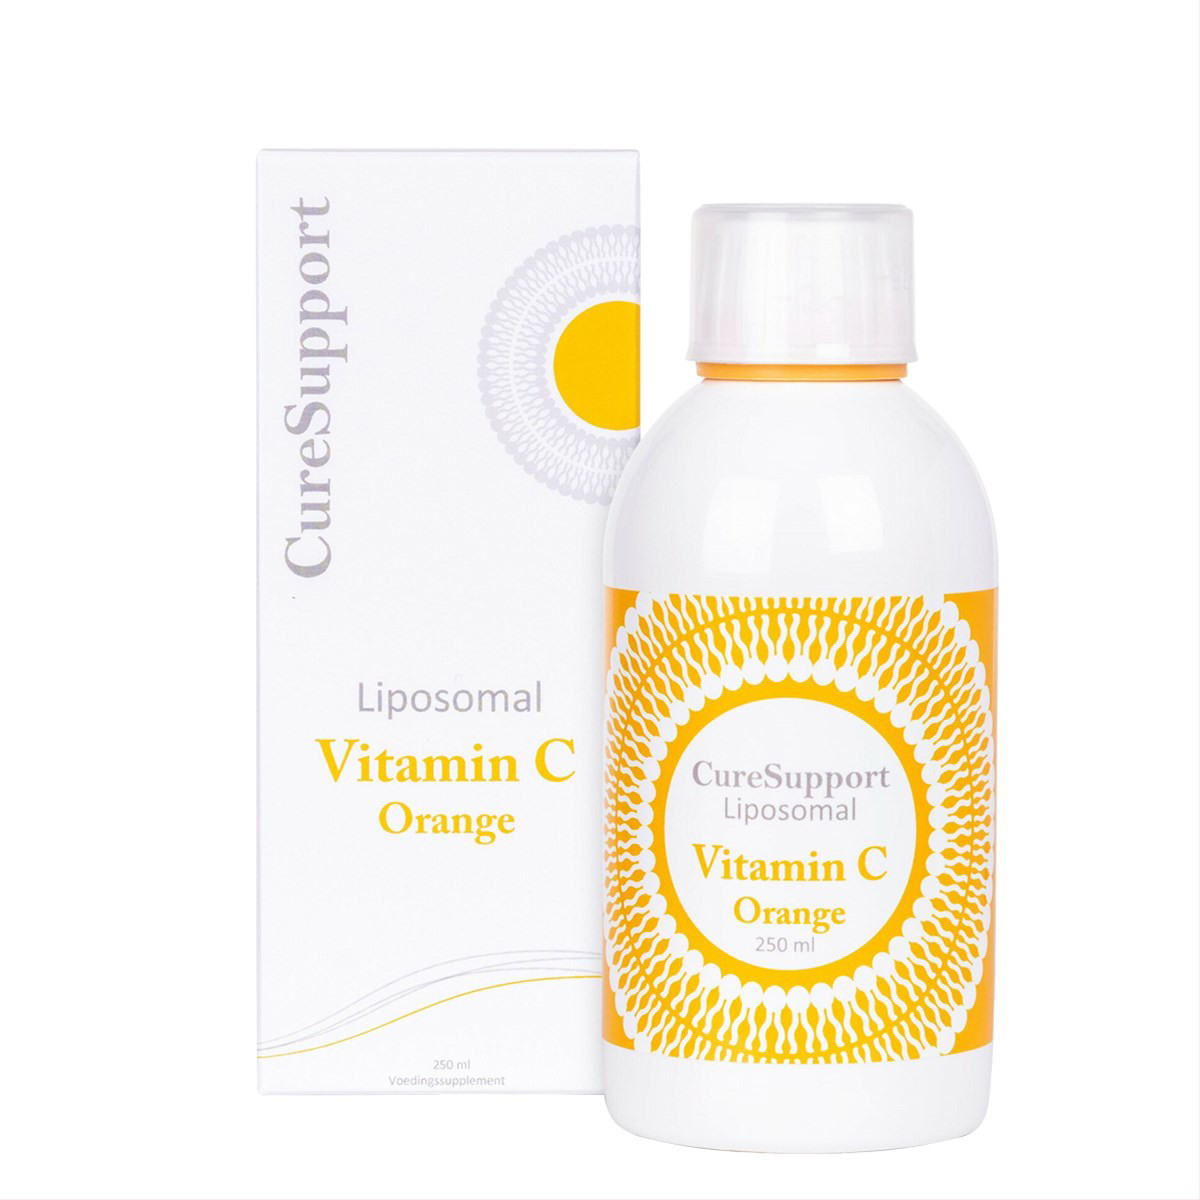 CureSupport
Liposomal
Vitamin C
Orange
250 ml
Voedingssupplement
CureSupport
Liposomal
Vitamin C
Orange
250 ml